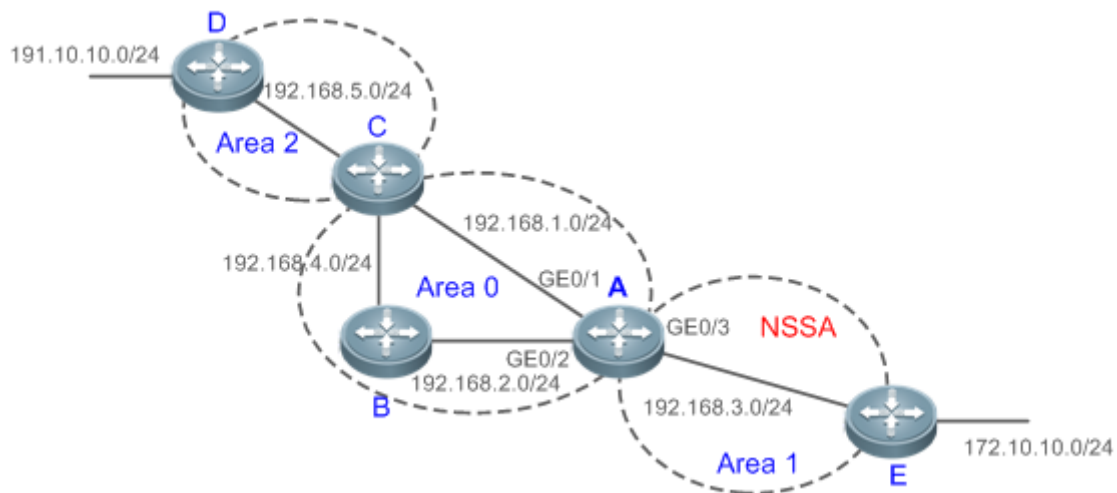 D
191.10.10.0/24
192.168.5.0/24
Area 2
C
192.168.1.0/24
192.168.4.0/24
Area 0
GE0/1
A
GE0/3
NSSA
GE0/2
192.168.2.0/24
B
192.168.3.0/24
172.10.10.0/24
Area 1
E